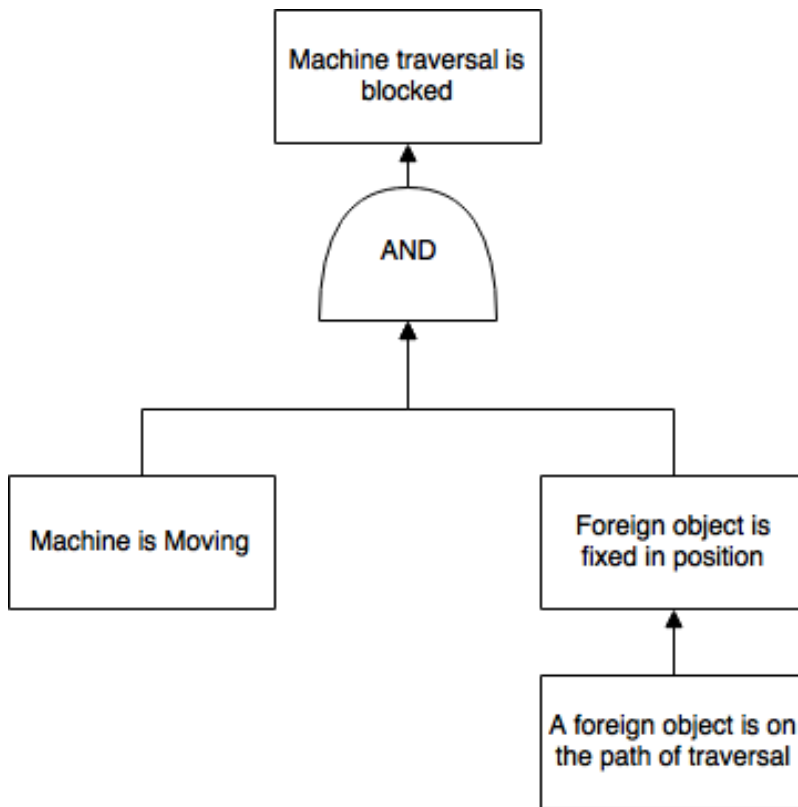 Machine traversal is
blocked
AND
Machine is Moving
Foreign object is
fixed in position
A foreign object is on
the path of traversal